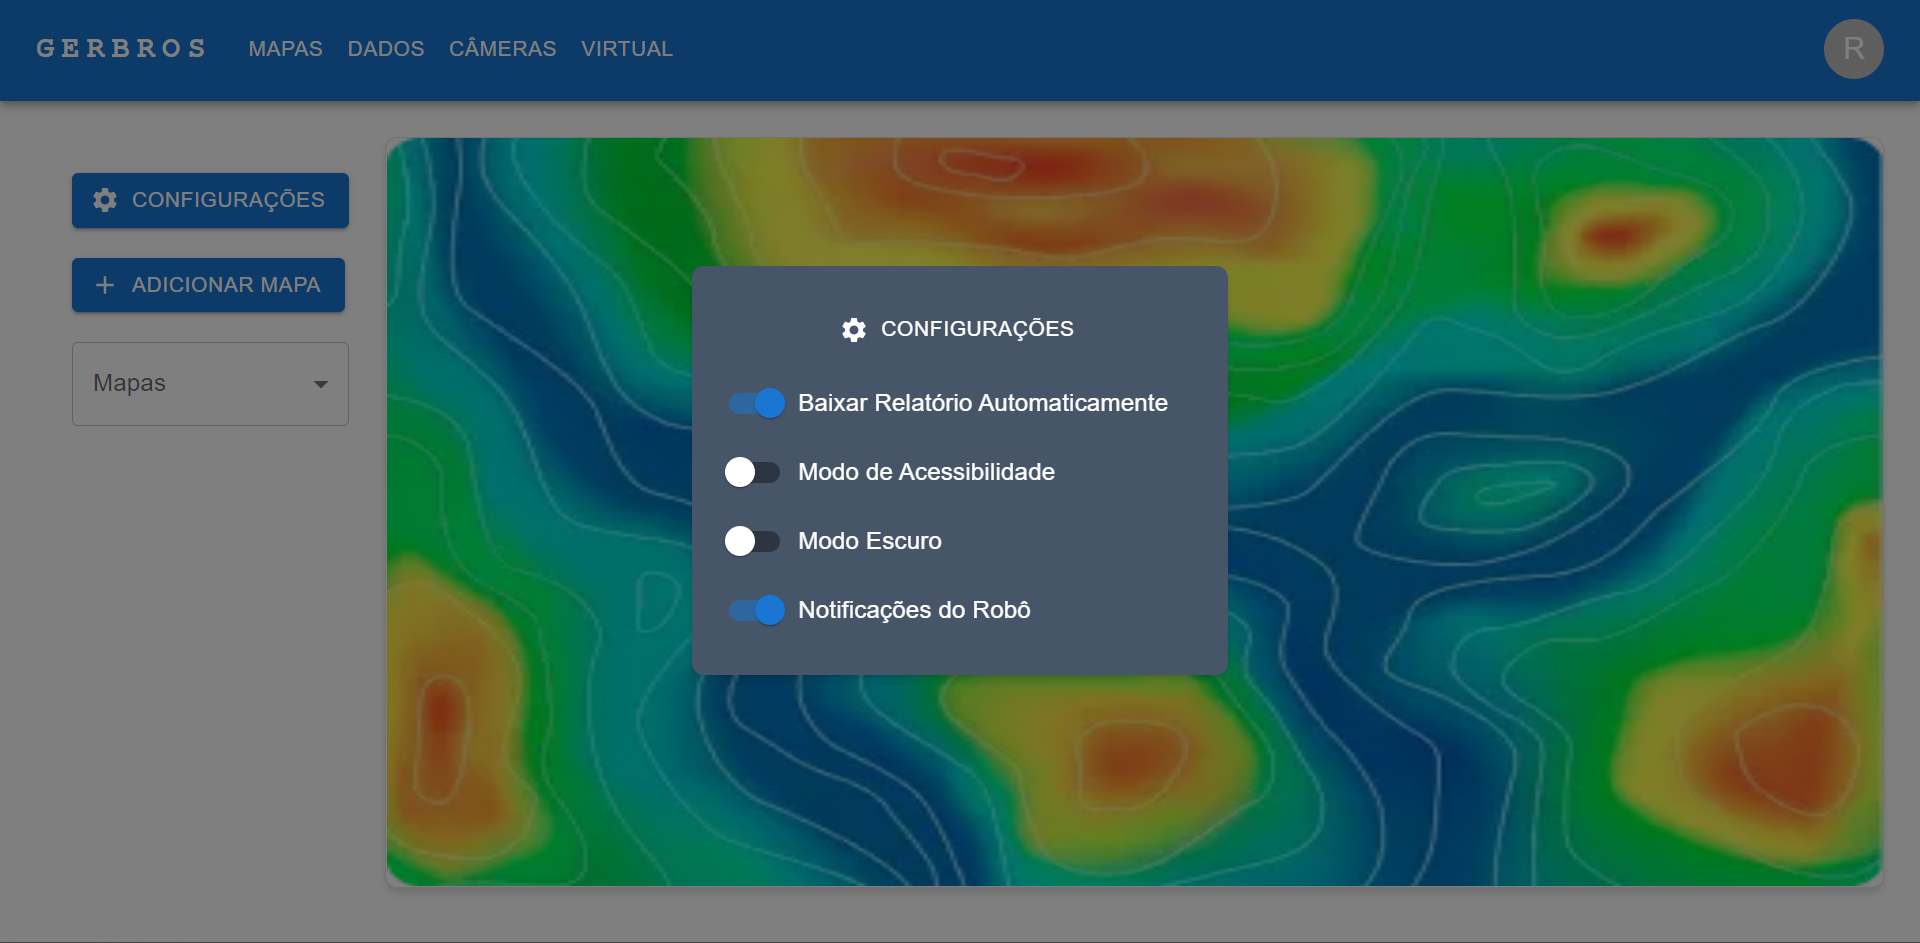 GERBROS MAPAS DADOS CÂMERAS VIRTUAL R
CONFIGURAÇÕES
ADICIONAR MAPA
Mapas
CONFIGURAÇÕES
Baixar Relatório Automaticamente
Modo de Acessibilidade
Modo Escuro
Notificações do Robô